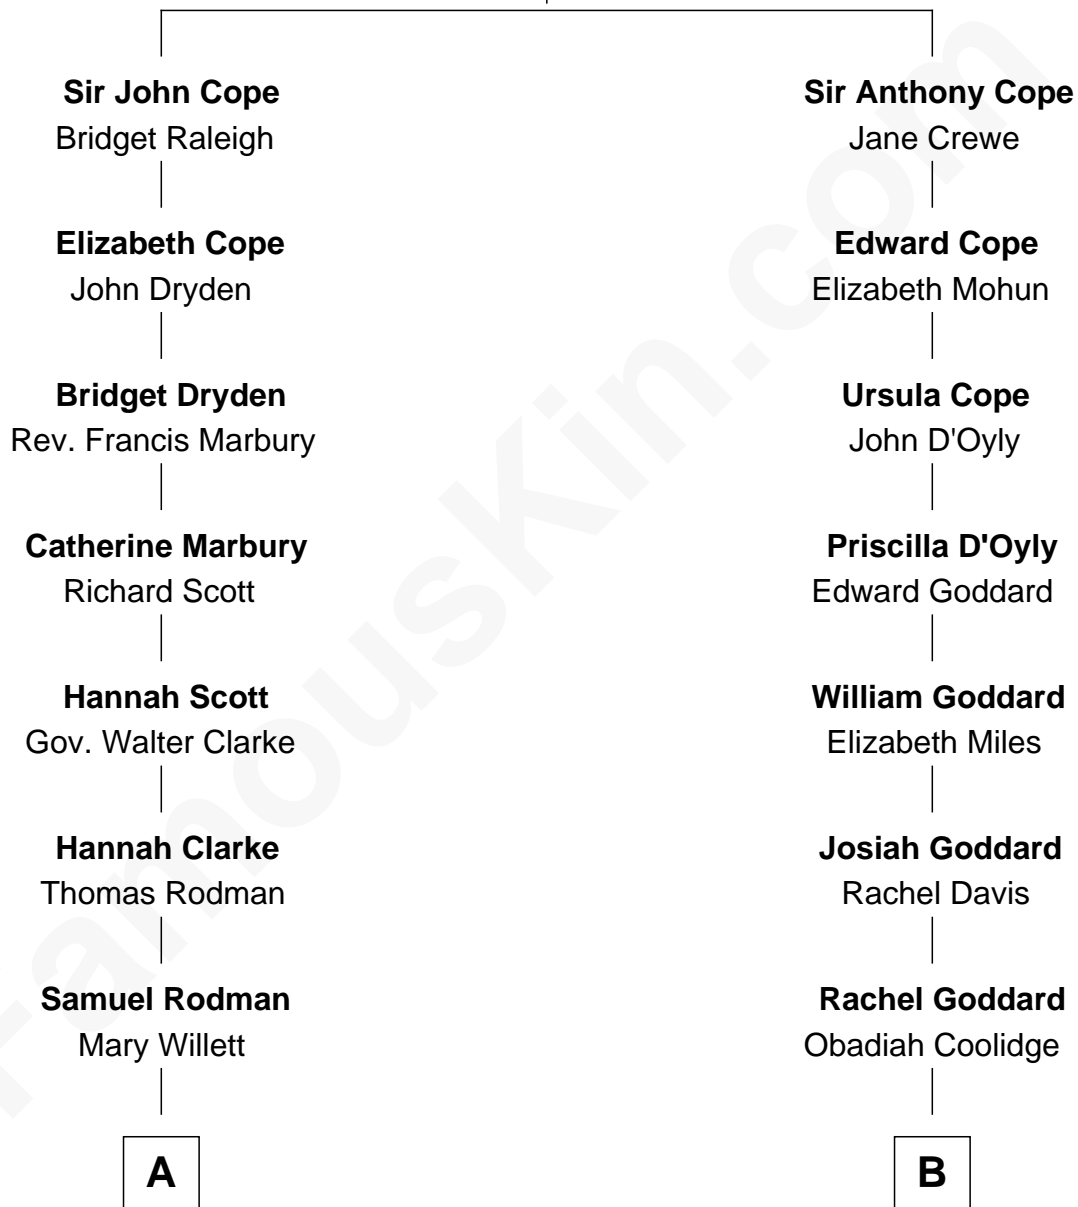 Sir John Cope
Bridget Raleigh
Elizabeth Cope
John Dryden
Bridget Dryden
Rev. Francis Marbury
Catherine Marbury
Richard Scott
Hannah Scott
Gov. Walter Clarke
Hannah Clarke
Thomas Rodman
Samuel Rodman
Mary Willett
A
Sir Anthony Cope
Jane Crewe
Edward Cope
Elizabeth Mohun
Ursula Cope
John D'Oyly
Priscilla D'Oyly
Edward Goddard
William Goddard
Elizabeth Miles
Josiah Goddard
Rachel Davis
Rachel Goddard
Obadiah Coolidge
B
FamousKin.com